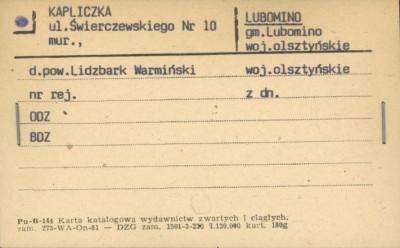 KAPLICZKA
ul.Świerczewskiego Nr 10
mur.,
LUBOMINO
gm.Lubomino
woj.olsztyńskie
d.pow.Lidzbark Warmiński woj.olsztyńskie
nr rej. z dn.
ODZ
BDZ
Pu-B-144 Karta katalogowa wydawnictw zwartych i ciągłych.
zam. 273-WA-On-81 — DZG zam. 1501-3-230 T.130.000 kart. 180g